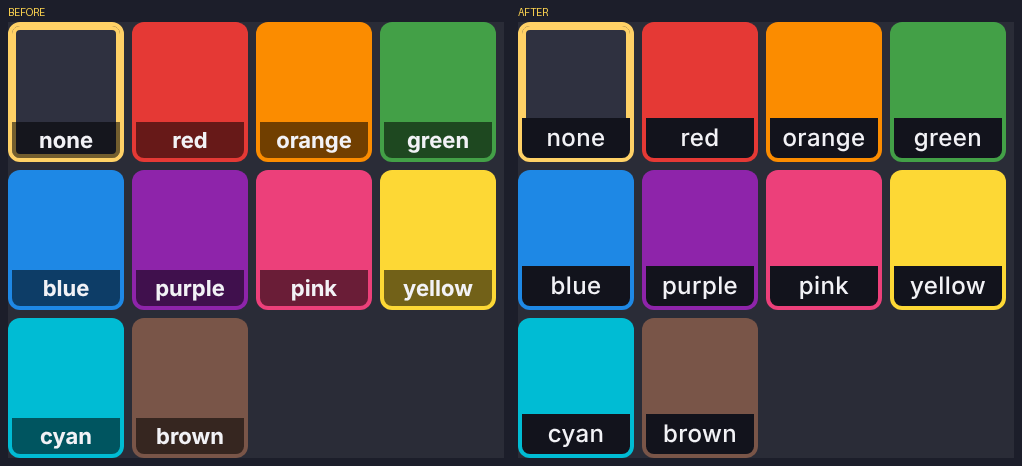 BEFORE
AFTER
none red orange green
none red orange green
blue purple pink yellow
blue purple pink yellow
cyan brown
cyan brown